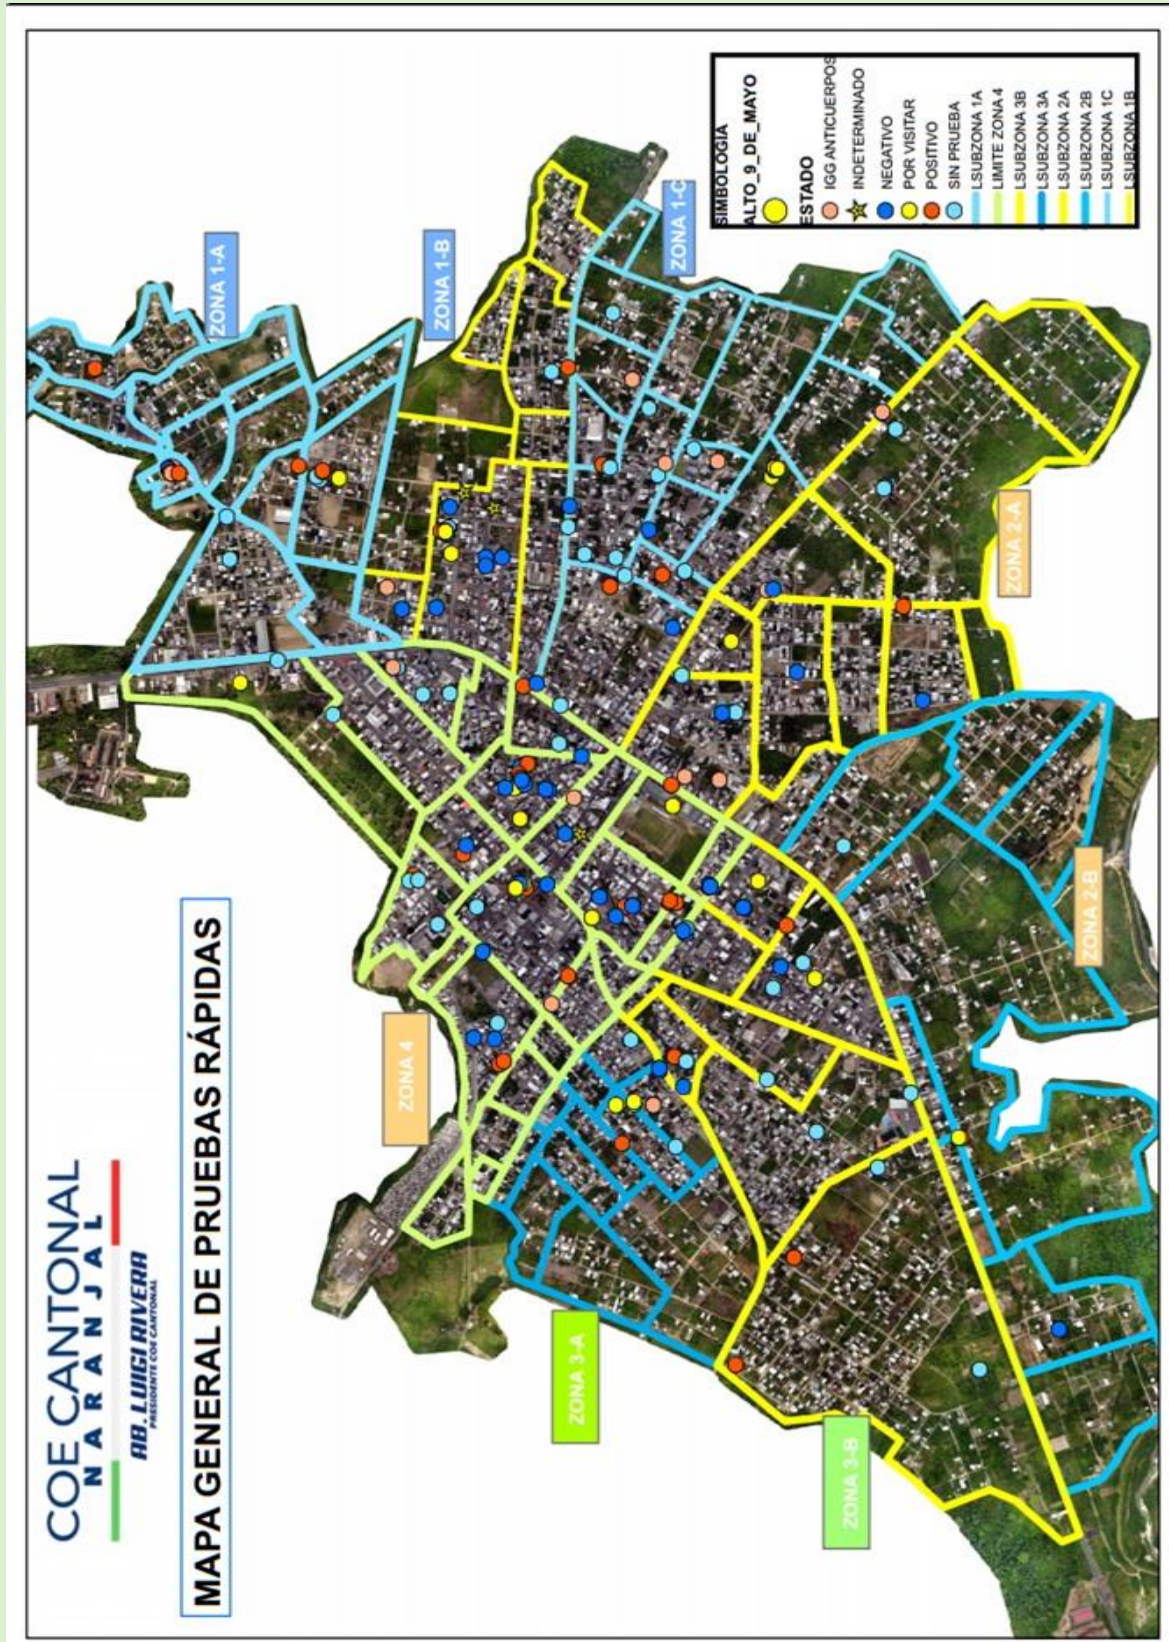 COE CANTONAL
NARANJAL
AB. LUIGI RIVERA
PRESIDENTE COE CANTONAL
MAPA GENERAL DE PRUEBAS RÁPIDAS
ZONA 1-A
ZONA 1-B
ZONA 1-C
ZONA 2-A
ZONA 2-B
ZONA 4
ZONA 3-A
ZONA 3-B
SIMBOLOGIA
ALTO_9_DE_MAYO
ESTADO
IGG ANTICUERPOS
INDETERMINADO
NEGATIVO
POR VISITAR
POSITIVO
SIN PRUEBA
LSUBZONA 1A
LIMITE ZONA 4
LSUBZONA 3B
LSUBZONA 3A
LSUBZONA 2A
LSUBZONA 2B
LSUBZONA 1C
LSUBZONA 1B